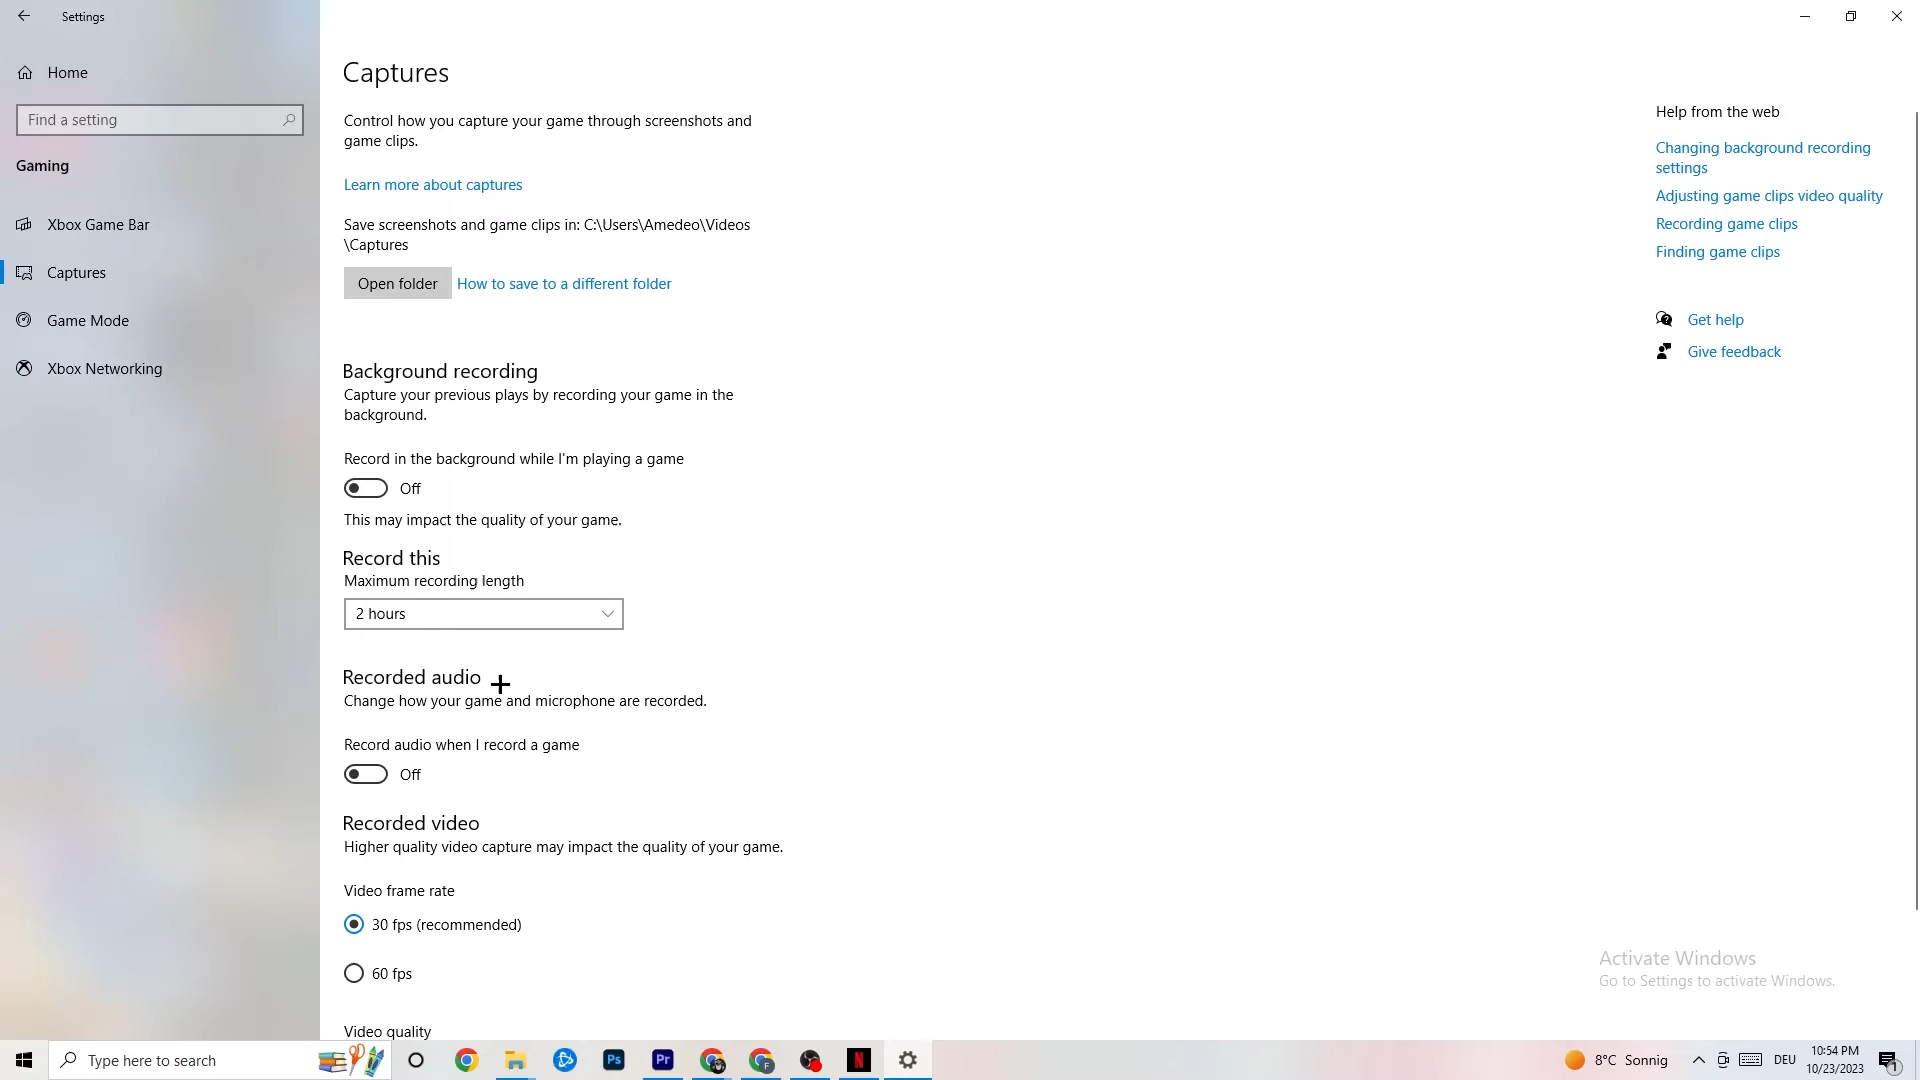 Settings
Home
Find a setting
Gaming
Xbox Game Bar
Captures
Game Mode
Xbox Networking
Captures
Control how you capture your game through screenshots and
game clips.
Learn more about captures
Save screenshots and game clips in: C:\Users\Amedeo\Videos
\Captures
Open folder
How to save to a different folder
Background recording
Capture your previous plays by recording your game in the
background.
Record in the background while I'm playing a game
Off
This may impact the quality of your game.
Record this
Maximum recording length
2 hours
Recorded audio
Change how your game and microphone are recorded.
Record audio when I record a game
Off
Recorded video
Higher quality video capture may impact the quality of your game.
Video frame rate
30 fps (recommended)
60 fps
Video quality
Help from the web
Changing background recording
settings
Adjusting game clips video quality
Recording game clips
Finding game clips
Get help
Give feedback
Activate Windows
Go to Settings to activate Windows.
Type here to search
Ps
Pr
F
N
8°C Sonnig
DEU
10:54 PM
10/23/2023
1